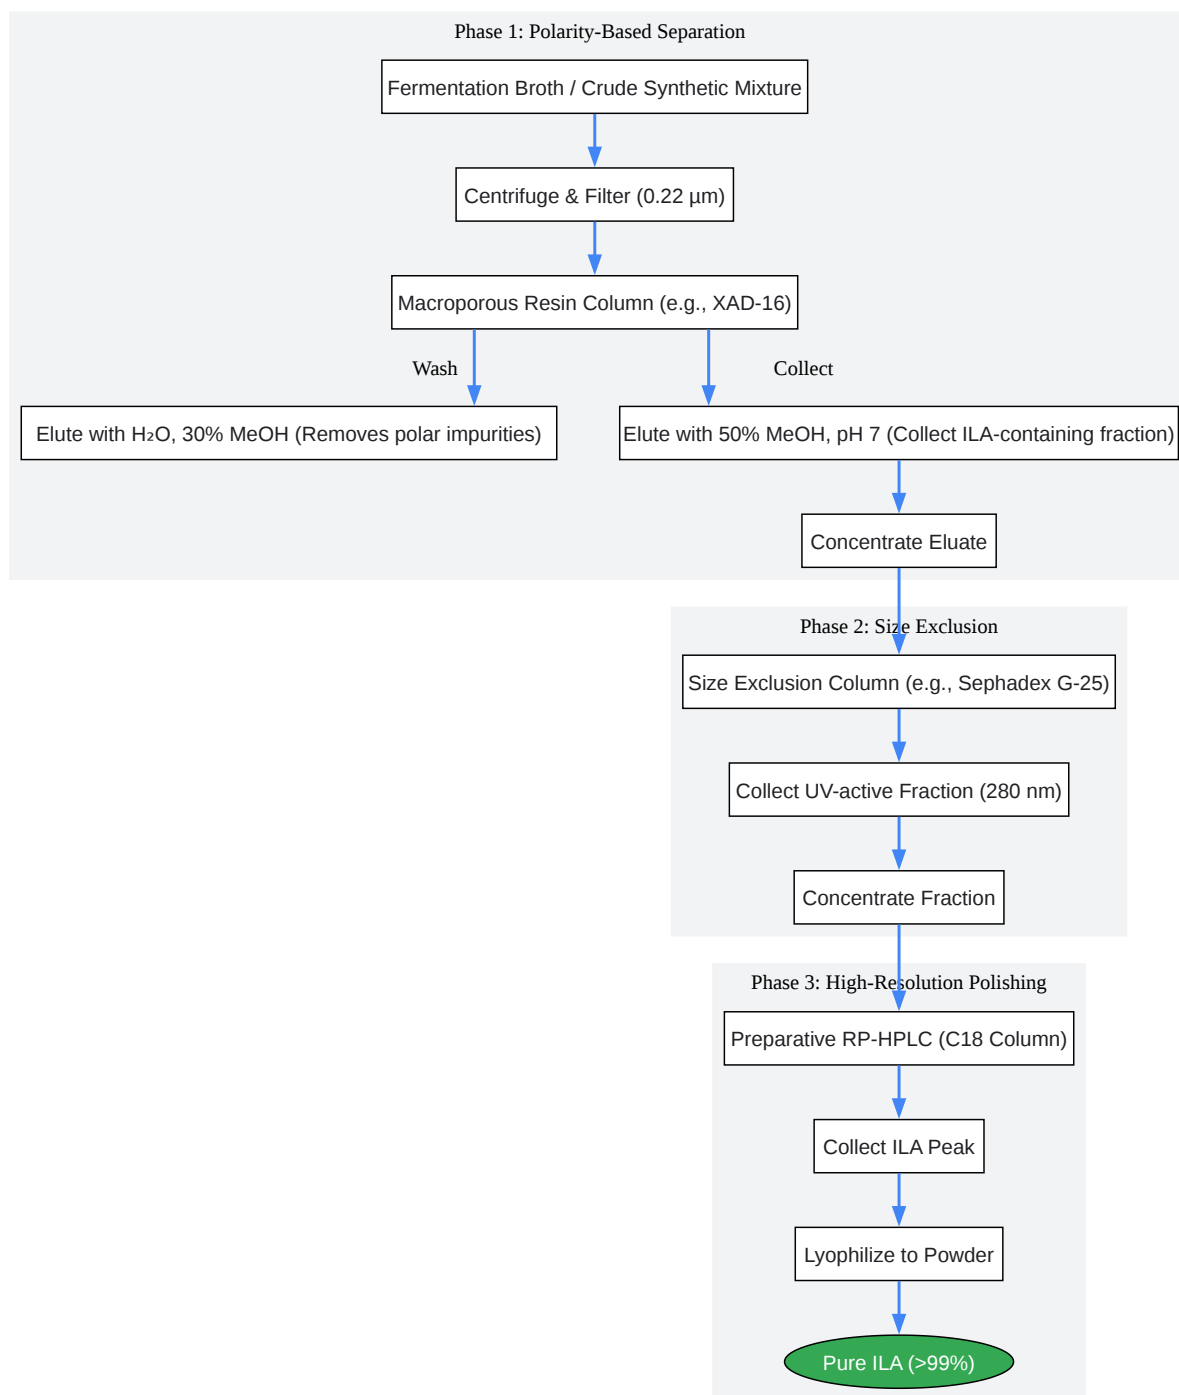 Phase 1: Polarity-Based Separation
Fermentation Broth / Crude Synthetic Mixture
Centrifuge & Filter (0.22 µm)
Macroporous Resin Column (e.g., XAD-16)
Wash
Collect
Elute with H₂O, 30% MeOH (Removes polar impurities)
Elute with 50% MeOH, pH 7 (Collect ILA-containing fraction)
Concentrate Eluate
Phase 2: Size Exclusion
Size Exclusion Column (e.g., Sephadex G-25)
Collect UV-active Fraction (280 nm)
Concentrate Fraction
Phase 3: High-Resolution Polishing
Preparative RP-HPLC (C18 Column)
Collect ILA Peak
Lyophilize to Powder
Pure ILA (>99%)